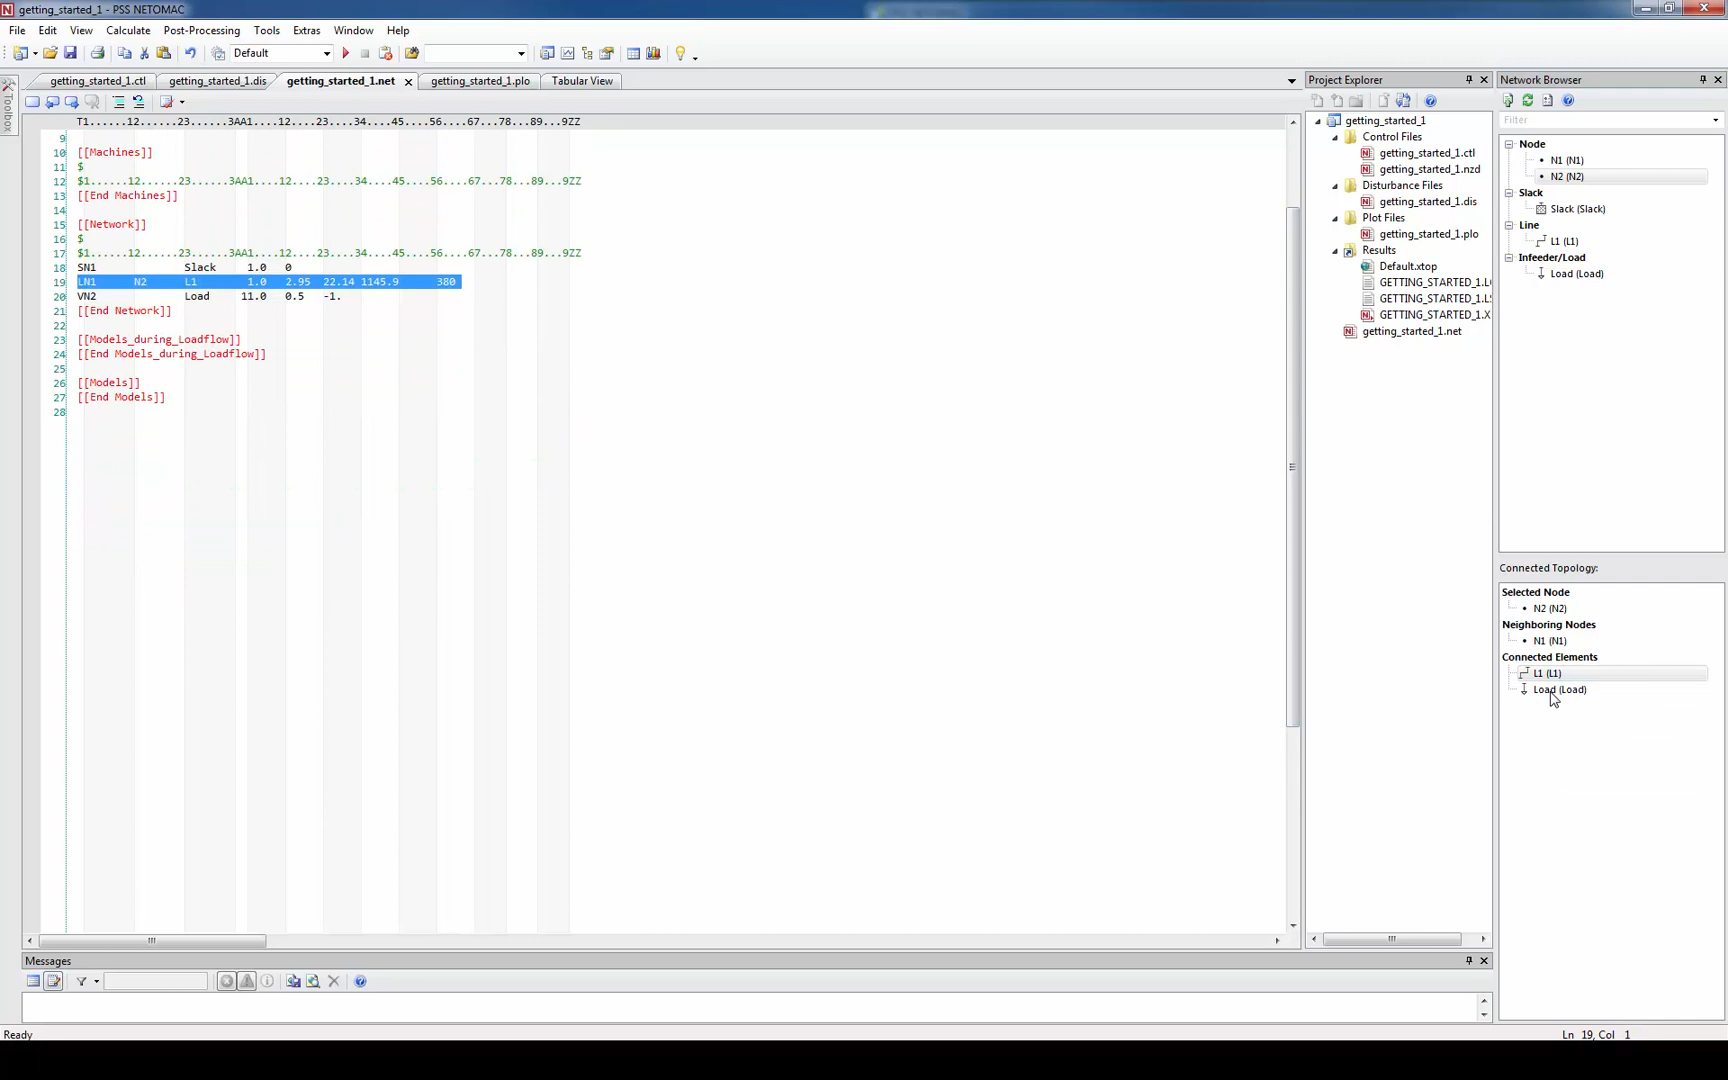 getting_started_1 - PSS NETOMAC
File Edit View Calculate Post-Processing Tools Extras Window Help
Default
getting_started_1.ctl getting_started_1.dis getting_started_1.net getting_started_1.plo Tabular View
Toolbox
T1......12......23......3AA1....12....23....34....45....56....67...78...89...9ZZ
9
10 [[Machines]]
11 $
12 $1......12......23......3AA1....12....23....34....45....56....67...78...89...9ZZ
13 [[End Machines]]
14
15 [[Network]]
16 $
17 $1......12......23......3AA1....12....23....34....45....56....67...78...89...9ZZ
18 SN1 Slack 1.0 0
19 LN1 N2 L1 1.0 2.95 22.14 1145.9 380
20 VN2 Load 11.0 0.5 -1.
21 [[End Network]]
22
23 [[Models_during_Loadflow]]
24 [[End Models_during_Loadflow]]
25
26 [[Models]]
27 [[End Models]]
28
Messages
Ready
Ln 19, Col 1
Project Explorer
getting_started_1
Control Files
getting_started_1.ctl
getting_started_1.nzd
Disturbance Files
getting_started_1.dis
Plot Files
getting_started_1.plo
Results
Default.xtop
GETTING_STARTED_1.L
GETTING_STARTED_1.L
GETTING_STARTED_1.X
getting_started_1.net
Network Browser
Filter
Node
N1 (N1)
N2 (N2)
Slack
Slack (Slack)
Line
L1 (L1)
Infeeder/Load
Load (Load)
Connected Topology:
Selected Node
N2 (N2)
Neighboring Nodes
N1 (N1)
Connected Elements
L1 (L1)
Load (Load)